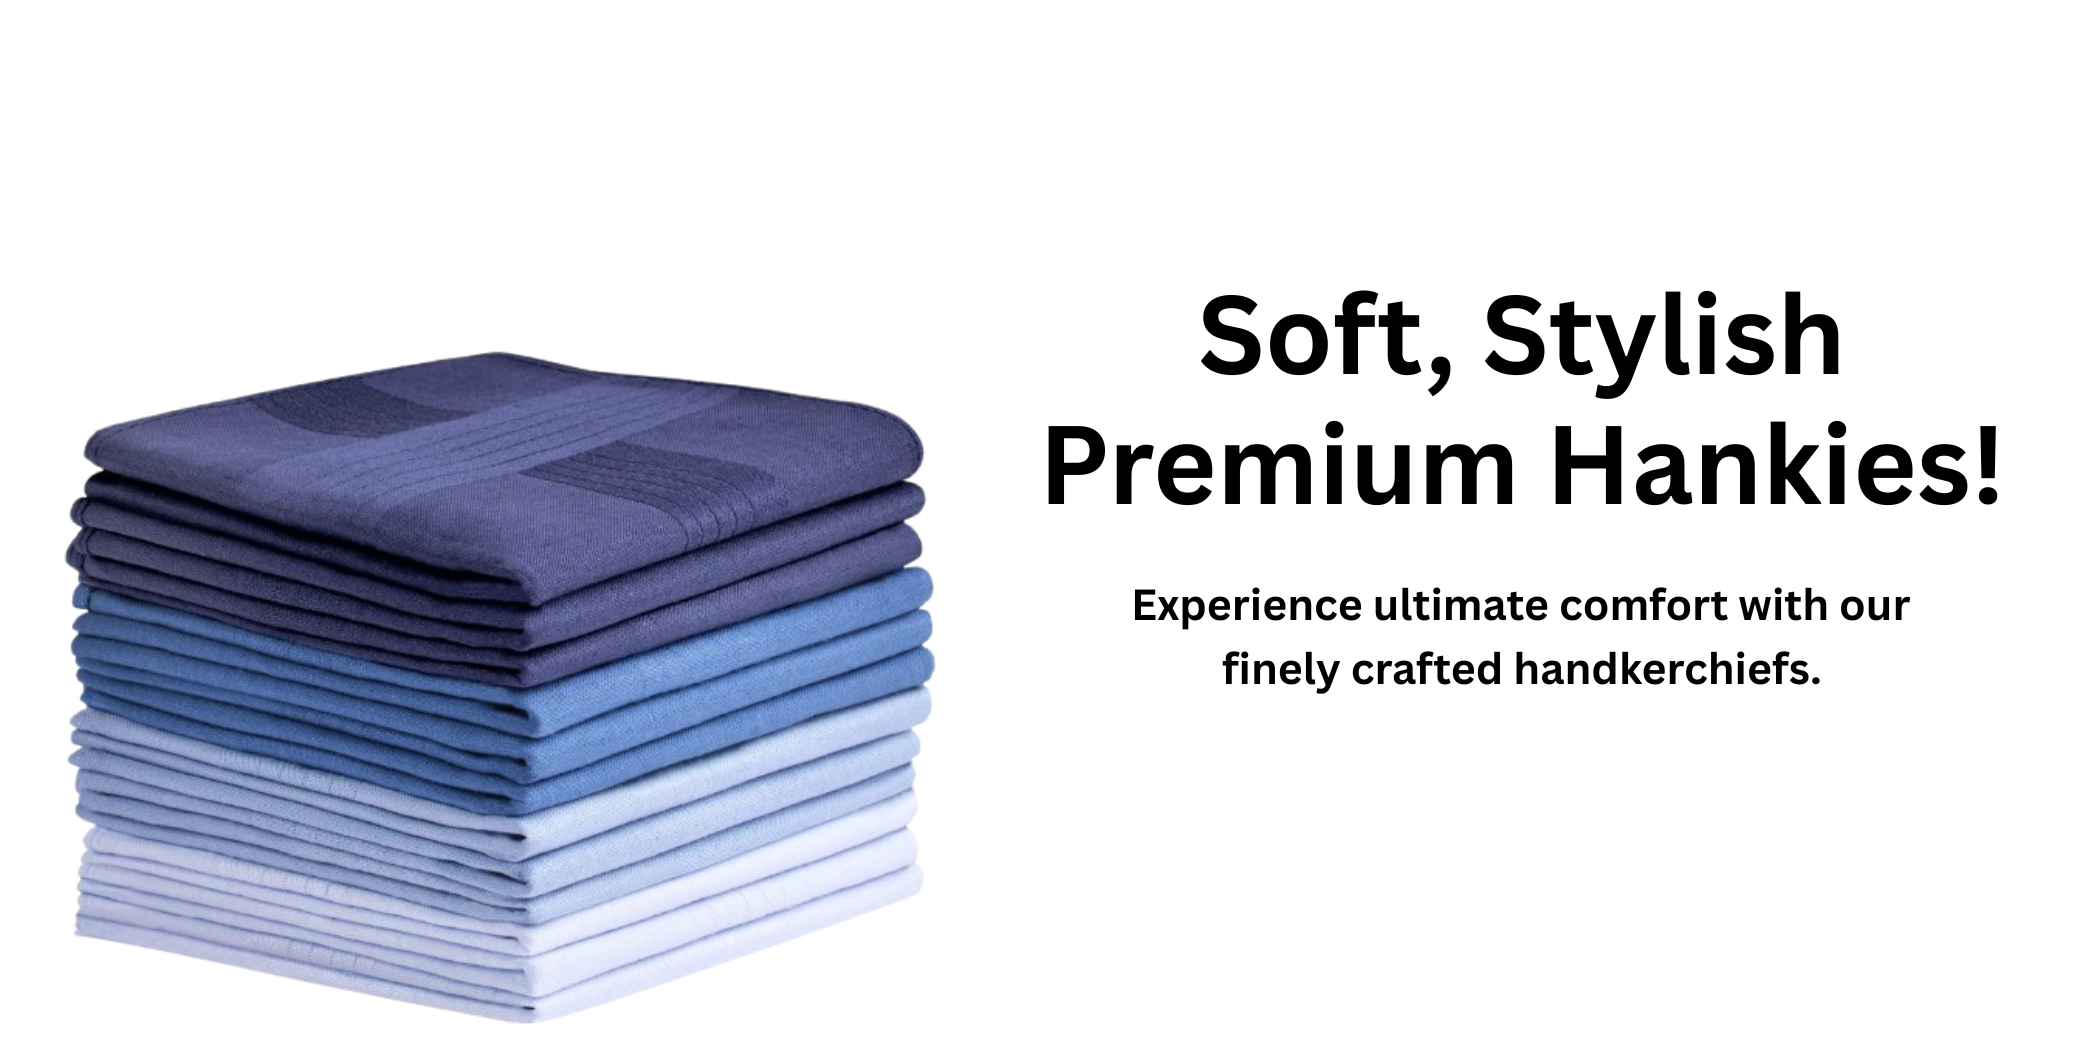 Soft, Stylish
Premium Hankies!
Experience ultimate comfort with our
finely crafted handkerchiefs.